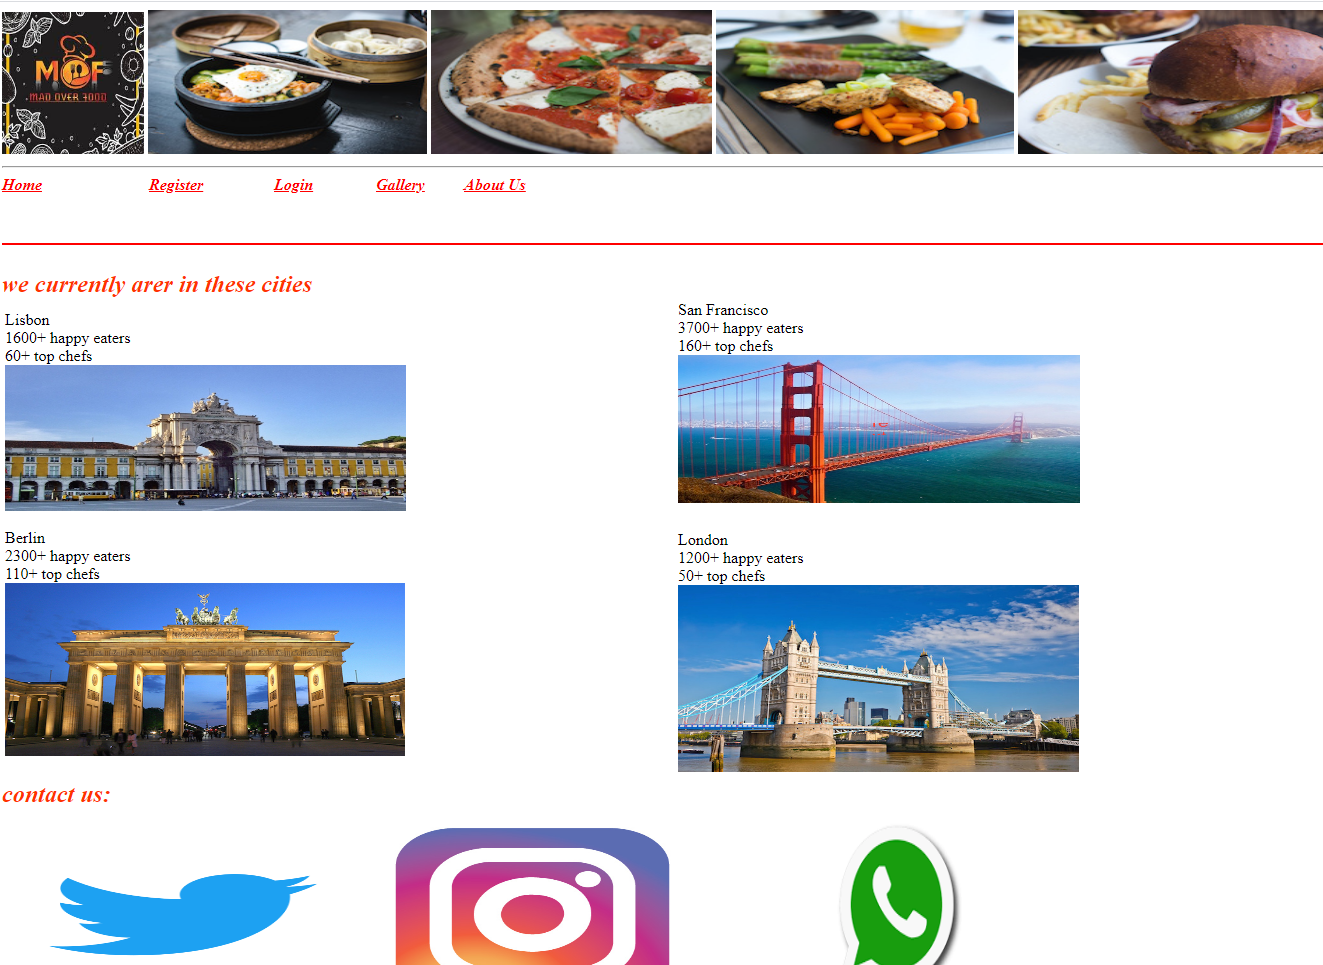 MOF
MAD OVER FOOD
Home Register Login Gallery About Us
we currently arer in these cities
Lisbon
1600+ happy eaters
60+ top chefs
San Francisco
3700+ happy eaters
160+ top chefs
Berlin
2300+ happy eaters
110+ top chefs
London
1200+ happy eaters
50+ top chefs
contact us: